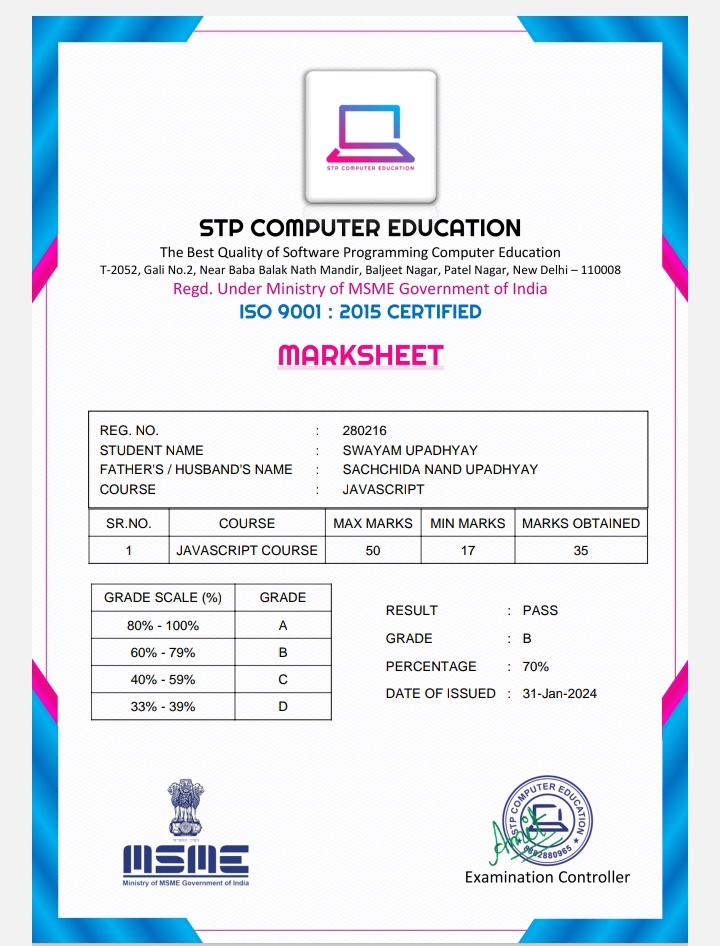 STP COMPUTER EDUCATION
STP COMPUTER EDUCATION
The Best Quality of Software Programming Computer Education
T-2052, Gali No.2, Near Baba Balak Nath Mandir, Baljeet Nagar, Patel Nagar, New Delhi – 110008
Regd. Under Ministry of MSME Government of India
ISO 9001 : 2015 CERTIFIED
MARKSHEET
REG. NO. : 280216
STUDENT NAME : SWAYAM UPADHYAY
FATHER'S / HUSBAND'S NAME : SACHCHIDA NAND UPADHYAY
COURSE : JAVASCRIPT
SR.NO. COURSE MAX MARKS MIN MARKS MARKS OBTAINED
1 JAVASCRIPT COURSE 50 17 35
GRADE SCALE (%) GRADE
80% - 100% A
60% - 79% B
40% - 59% C
33% - 39% D
RESULT : PASS
GRADE : B
PERCENTAGE : 70%
DATE OF ISSUED : 31-Jan-2024
MSME
Ministry of MSME Government of India
STP COMPUTER EDUCATION
9892880965
Examination Controller